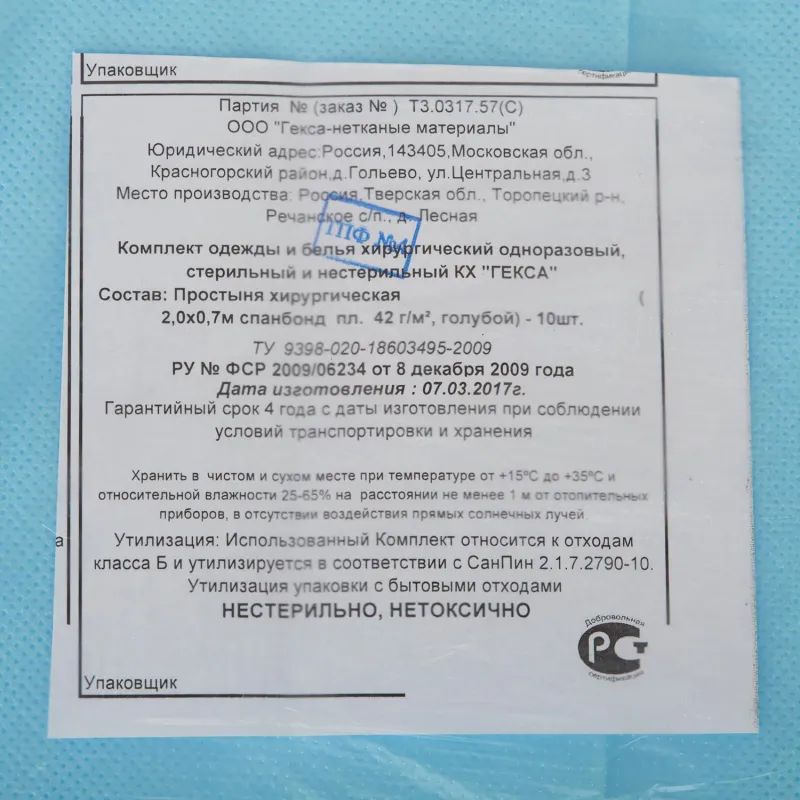 Упаковщик
сертификация
Партия № (заказ № ) ТЗ.0317.57(С)
ООО "Гекса-нетканые материалы"
Юридический адрес:Россия,143405,Московская обл.,
Красногорский район,д.Гольево, ул.Центральная,д.3
Место производства: Россия,Тверская обл., Торопецкий р-н,
Речанское с/п., д. Лесная
ТПФ №4
Комплект одежды и белья хирургический одноразовый,
стерильный и нестерильный КХ "ГЕКСА"
Состав: Простыня хирургическая (
2,0х0,7м спанбонд пл. 42 г/м², голубой) - 10шт.
ТУ 9398-020-18603495-2009
РУ № ФСР 2009/06234 от 8 декабря 2009 года
Дата изготовления : 07.03.2017г.
Гарантийный срок 4 года с даты изготовления при соблюдении
условий транспортировки и хранения
Хранить в чистом и сухом месте при температуре от +15°С до +35°С и
относительной влажности 25-65% на расстоянии не менее 1 м от отопительных
приборов, в отсутствии воздействия прямых солнечных лучей.
а
Утилизация: Использованный Комплект относится к отходам
класса Б и утилизируется в соответствии с СанПин 2.1.7.2790-10.
Утилизация упаковки с бытовыми отходами
НЕСТЕРИЛЬНО, НЕТОКСИЧНО
Добровольная
РСТ
сертификация
Упаковщик